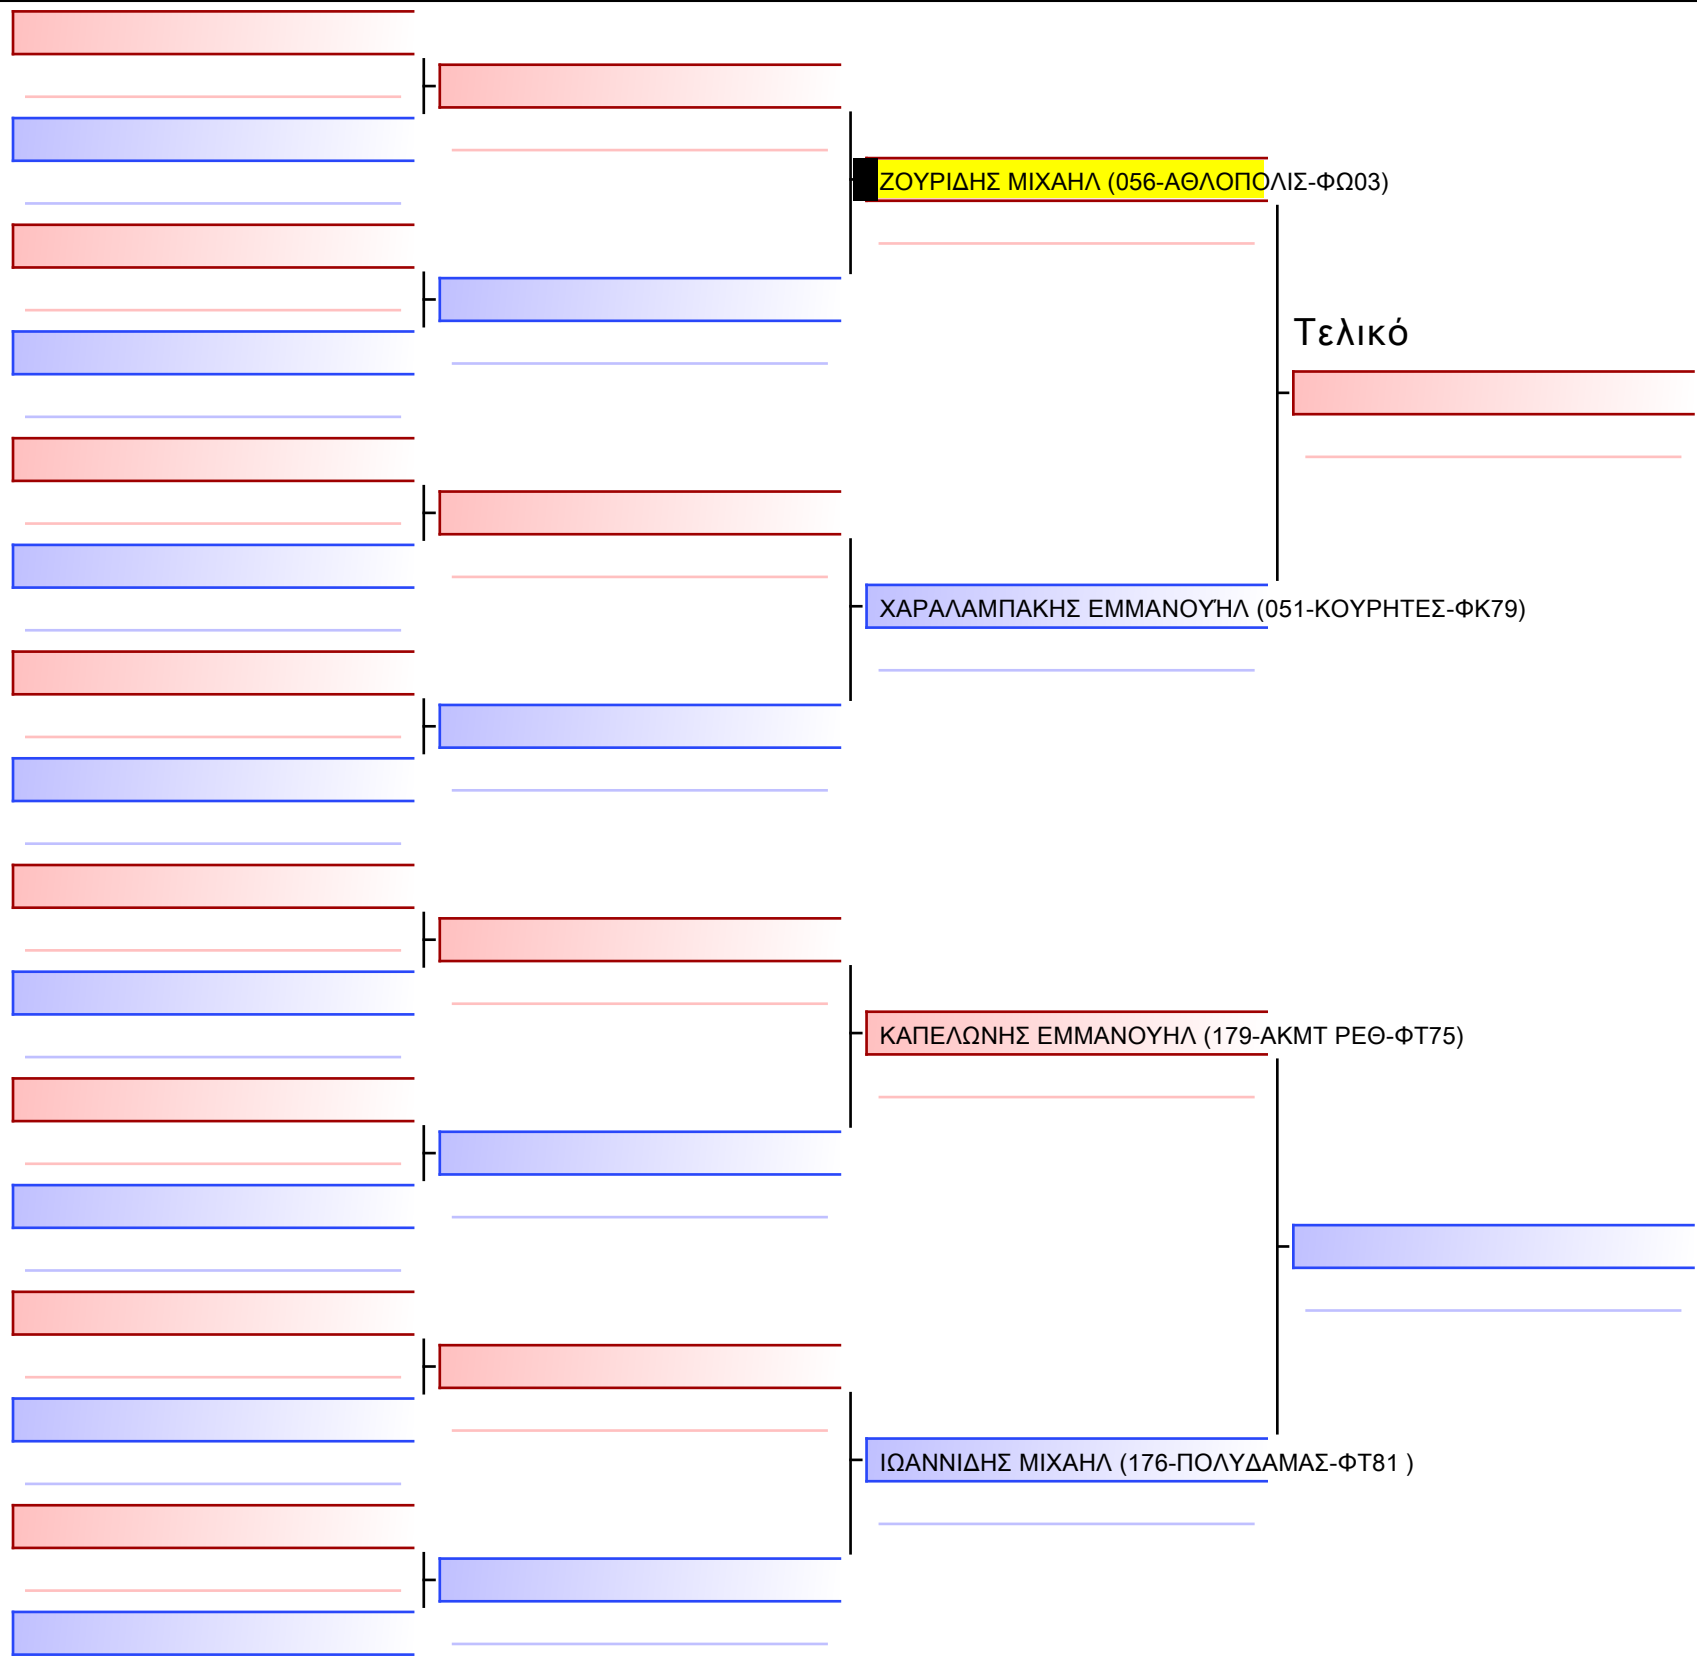 ΖΟΥΡΙΔΗΣ ΜΙΧΑΗΛ (056-ΑΘΛΟΠΟΛΙΣ-ΦΩ03)
Τελικό
ΧΑΡΑΛΑΜΠΑΚΗΣ ΕΜΜΑΝΟΥΉΛ (051-ΚΟΥΡΗΤΕΣ-ΦΚ79)
ΚΑΠΕΛΩΝΗΣ ΕΜΜΑΝΟΥΗΛ (179-ΑΚΜΤ ΡΕΘ-ΦΤ75)
ΙΩΑΝΝΙΔΗΣ ΜΙΧΑΗΛ (176-ΠΟΛΥΔΑΜΑΣ-ΦΤ81 )